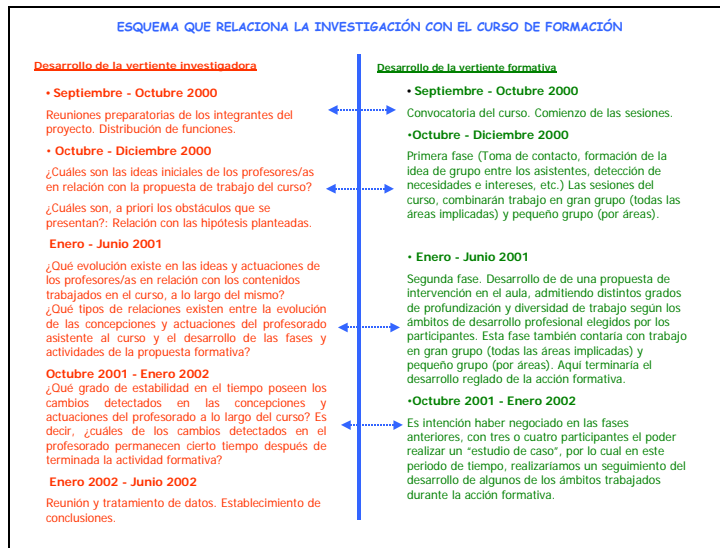 ESQUEMA QUE RELACIONA LA INVESTIGACIÓN CON EL CURSO DE FORMACIÓN
Desarrollo de la vertiente investigadora
• Septiembre - Octubre 2000
Reuniones preparatorias de los integrantes del
proyecto. Distribución de funciones.
• Octubre - Diciembre 2000
¿Cuáles son las ideas iniciales de los profesores/as
en relación con la propuesta de trabajo del curso?
¿Cuáles son, a priori los obstáculos que se
presentan?: Relación con las hipótesis planteadas.
Enero - Junio 2001
¿Qué evolución existe en las ideas y actuaciones de
los profesores/as en relación con los contenidos
trabajados en el curso, a lo largo del mismo?
¿Qué tipos de relaciones existen entre la evolución
de las concepciones y actuaciones del profesorado
asistente al curso y el desarrollo de las fases y
actividades de la propuesta formativa?
Octubre 2001 - Enero 2002
¿Qué grado de estabilidad en el tiempo poseen los
cambios detectados en las concepciones y
actuaciones del profesorado a lo largo del curso? Es
decir, ¿cuáles de los cambios detectados en el
profesorado permanecen cierto tiempo después de
terminada la actividad formativa?
Enero 2002 - Junio 2002
Reunión y tratamiento de datos. Establecimiento de
conclusiones.
Desarrollo de la vertiente formativa
• Septiembre - Octubre 2000
Convocatoria del curso. Comienzo de las sesiones.
•Octubre - Diciembre 2000
Primera fase (Toma de contacto, formación de la
idea de grupo entre los asistentes, detección de
necesidades e intereses, etc.) Las sesiones del
curso, combinarán trabajo en gran grupo (todas las
áreas implicadas) y pequeño grupo (por áreas).
• Enero - Junio 2001
Segunda fase. Desarrollo de de una propuesta de
intervención en el aula, admitiendo distintos grados
de profundización y diversidad de trabajo según los
ámbitos de desarrollo profesional elegidos por los
participantes. Esta fase también contaría con trabajo
en gran grupo (todas las áreas implicadas) y
pequeño grupo (por áreas). Aquí terminaría el
desarrollo reglado de la acción formativa.
•Octubre 2001 - Enero 2002
Es intención haber negociado en las fases
anteriores, con tres o cuatro participantes el poder
realizar un "estudio de caso", por lo cual en este
periodo de tiempo, realizaríamos un seguimiento del
desarrollo de algunos de los ámbitos trabajados
durante la acción formativa.